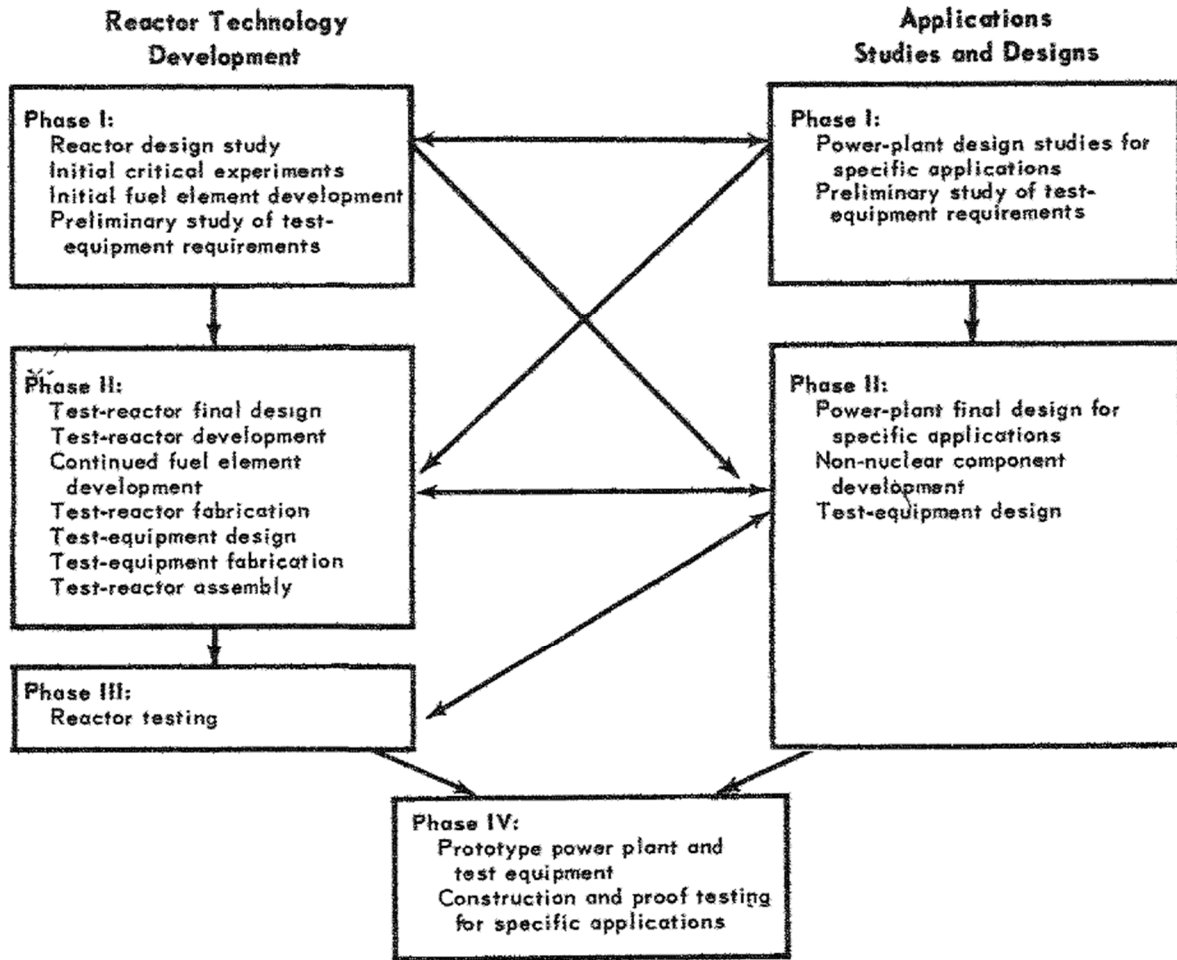 Reactor Technology
Development
Applications
Studies and Designs
Phase I:
Reactor design study
Initial critical experiments
Initial fuel element development
Preliminary study of test-
equipment requirements
Phase I:
Power-plant design studies for
specific applications
Preliminary study of test-
equipment requirements
Phase II:
Test-reactor final design
Test-reactor development
Continued fuel element
development
Test-reactor fabrication
Test-equipment design
Test-equipment fabrication
Test-reactor assembly
Phase II:
Power-plant final design for
specific applications
Non-nuclear component
development
Test-equipment design
Phase III:
Reactor testing
Phase IV:
Prototype power plant and
test equipment
Construction and proof testing
for specific applications